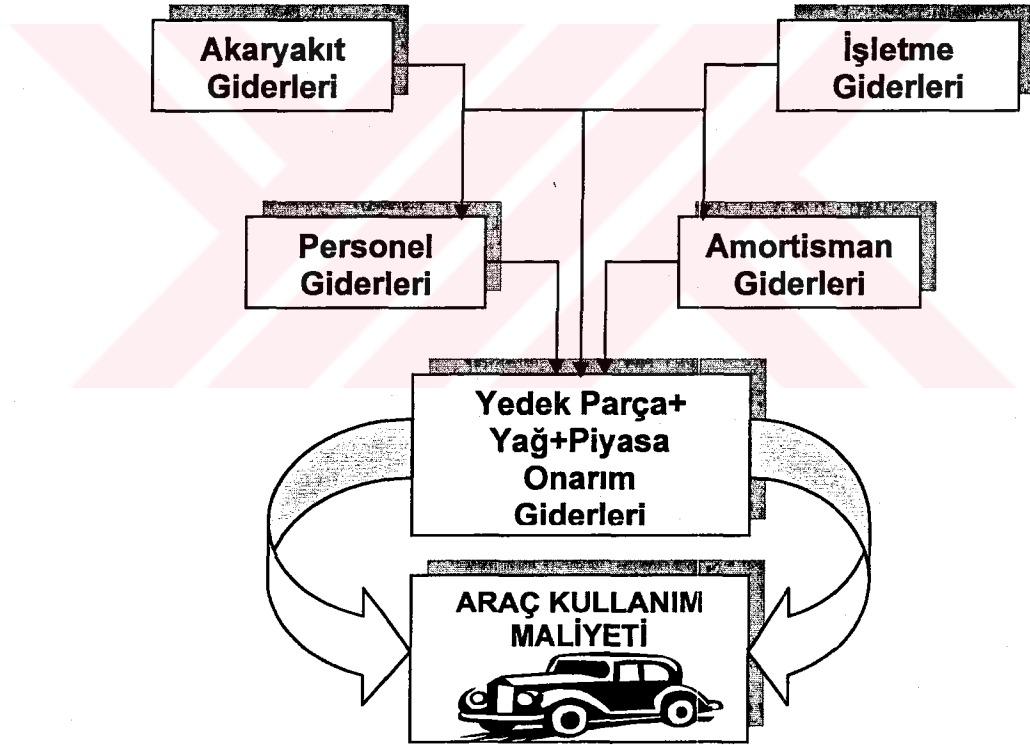 Akaryakıt
Giderleri
İşletme
Giderleri
Personel
Giderleri
Amortisman
Giderleri
Yedek Parça+
Yağ+Piyasa
Onarım
Giderleri
ARAÇ KULLANIM
MALİYETİ